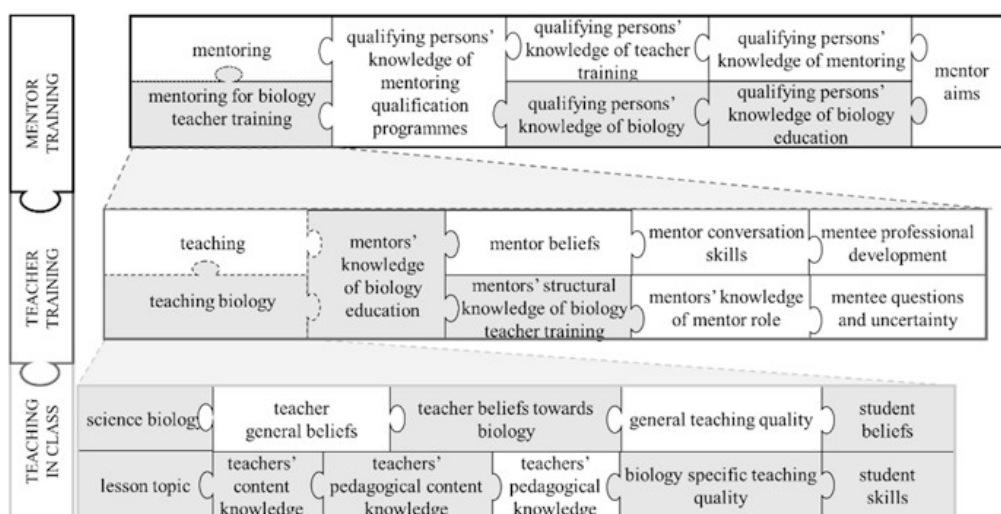 MENTOR
TRAINING
mentoring
mentoring for biology
teacher training
qualifying persons’
knowledge of
mentoring
qualification
programmes
qualifying persons’
knowledge of teacher
training
qualifying persons’
knowledge of biology
qualifying persons’
knowledge of mentoring
qualifying persons’
knowledge of biology
education
mentor
aims
TEACHER
TRAINING
teaching
teaching biology
mentors’
knowledge
of biology
education
mentor beliefs
mentors’ structural
knowledge of biology
teacher training
mentor conversation
skills
mentors’ knowledge
of mentor role
mentee professional
development
mentee questions
and uncertainty
TEACHING
IN CLASS
science biology
teacher
general beliefs
teacher beliefs towards
biology
general teaching quality
student
beliefs
lesson topic
teachers’
content
knowledge
teachers’
pedagogical content
knowledge
teachers’
pedagogical
knowledge
biology specific teaching
quality
student
skills